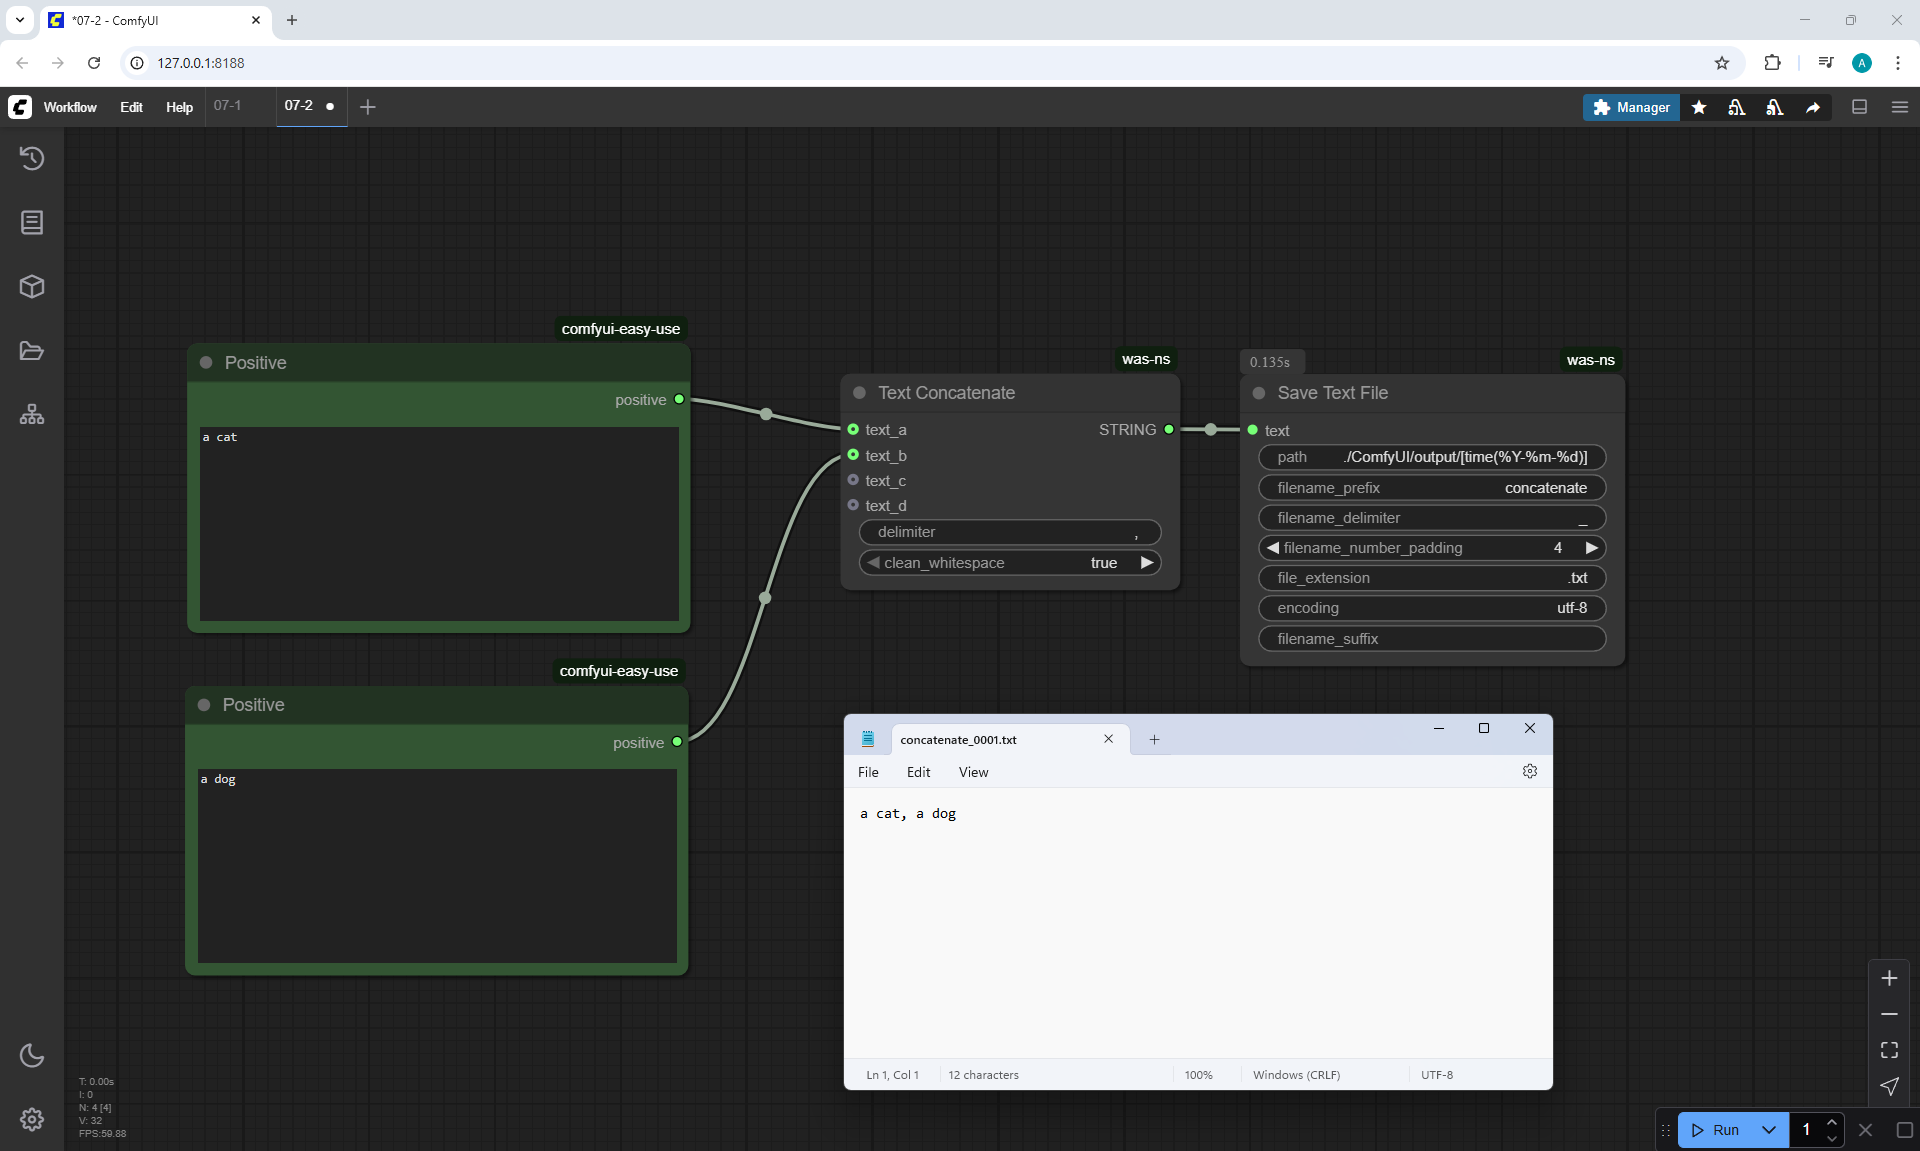 *07-2 - ComfyUI
127.0.0.1:8188
A
Workflow Edit Help 07-1 07-2
Manager
comfyui-easy-use
Positive
positive
a cat
comfyui-easy-use
Positive
positive
a dog
was-ns
Text Concatenate
text_a STRING
text_b
text_c
text_d
delimiter ,
clean_whitespace true
0.135s
was-ns
Save Text File
text
path ./ComfyUI/output/[time(%Y-%m-%d)]
filename_prefix concatenate
filename_delimiter _
filename_number_padding 4
file_extension .txt
encoding utf-8
filename_suffix
concatenate_0001.txt
File Edit View
a cat, a dog
Ln 1, Col 1 12 characters 100% Windows (CRLF) UTF-8
T: 0.00s
I: 0
N: 4 [4]
V: 32
FPS:59.88
Run 1